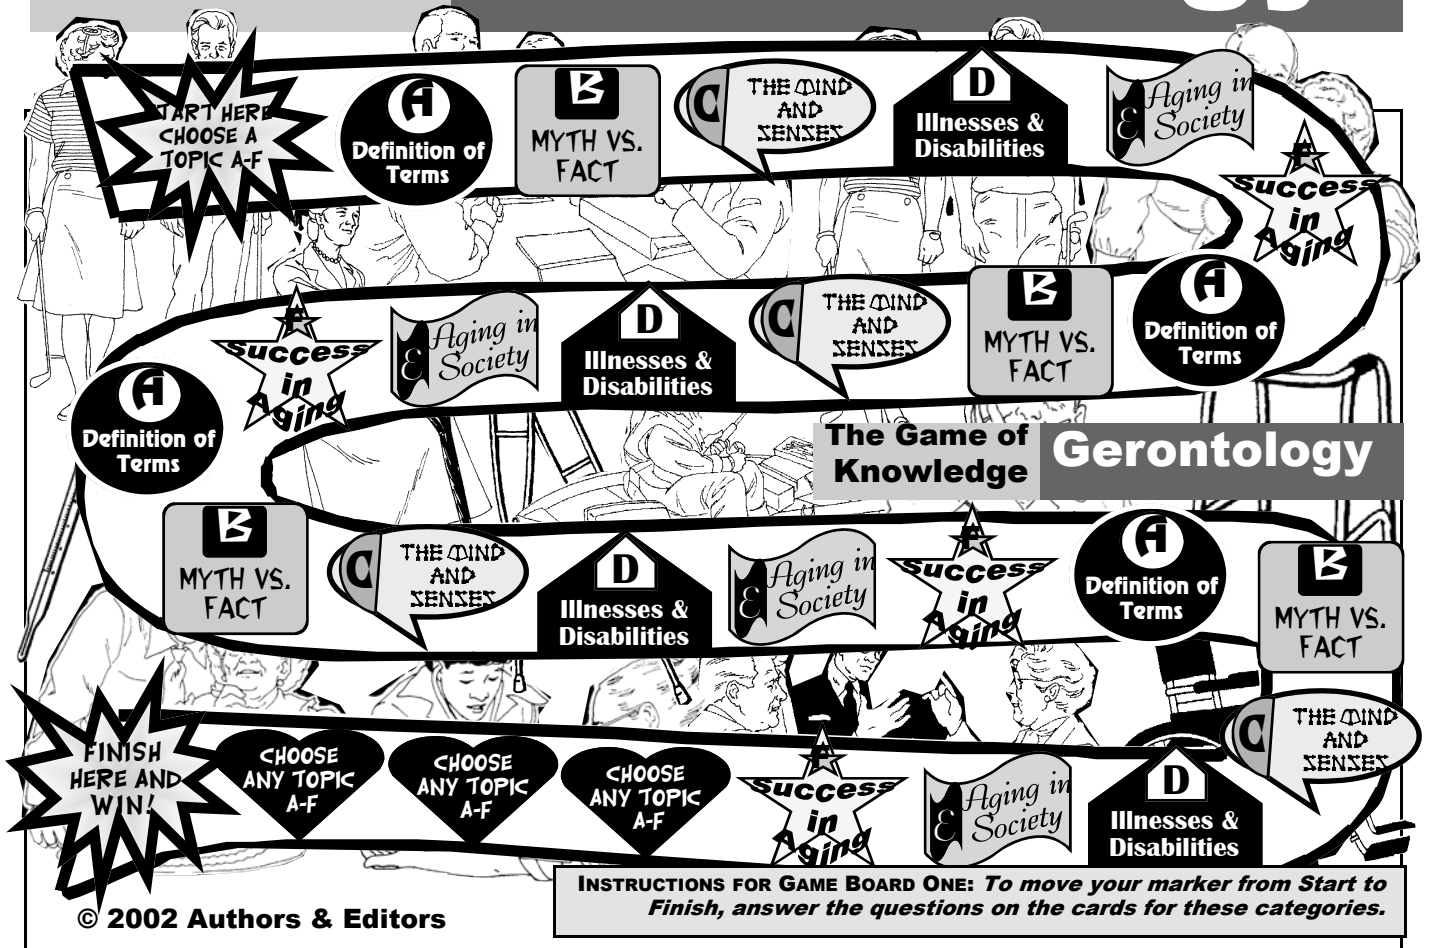 START HERE
CHOOSE A
TOPIC A-F
A
Definition of
Terms
B
MYTH VS.
FACT
C
THE MIND
AND
SENSES
D
Illnesses &
Disabilities
E
Aging in
Society
F
Success
in
Aging
A
Definition of
Terms
B
MYTH VS.
FACT
C
THE MIND
AND
SENSES
D
Illnesses &
Disabilities
E
Aging in
Society
F
Success
in
Aging
A
Definition of
Terms
The Game of
Knowledge
Gerontology
B
MYTH VS.
FACT
C
THE MIND
AND
SENSES
D
Illnesses &
Disabilities
E
Aging in
Society
F
Success
in
Aging
A
Definition of
Terms
B
MYTH VS.
FACT
C
THE MIND
AND
SENSES
D
Illnesses &
Disabilities
E
Aging in
Society
F
Success
in
Aging
CHOOSE
ANY TOPIC
A-F
CHOOSE
ANY TOPIC
A-F
CHOOSE
ANY TOPIC
A-F
FINISH
HERE AND
WIN!
INSTRUCTIONS FOR GAME BOARD ONE: To move your marker from Start to
Finish, answer the questions on the cards for these categories.
© 2002 Authors & Editors